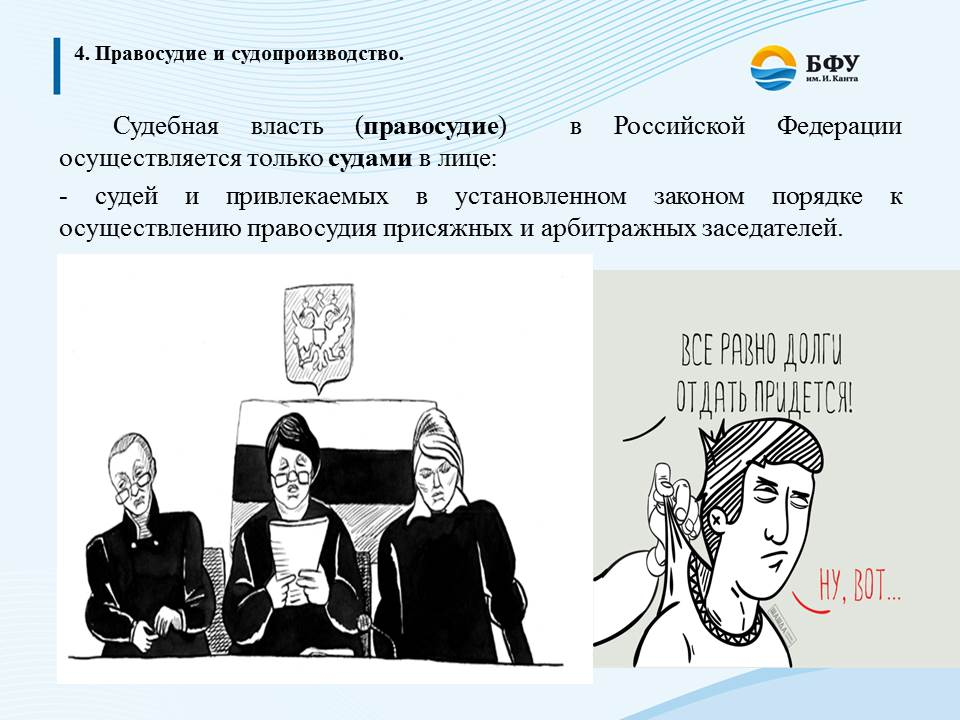 4. Правосудие и судопроизводство.
БФУ
им. И. Канта
Судебная власть (правосудие) в Российской Федерации
осуществляется только судами в лице:
- судей и привлекаемых в установленном законом порядке к
осуществлению правосудия присяжных и арбитражных заседателей.
ВСЕ РАВНО ДОЛГИ
ОТДАТЬ ПРИДЕТСЯ!
НУ, ВОТ...